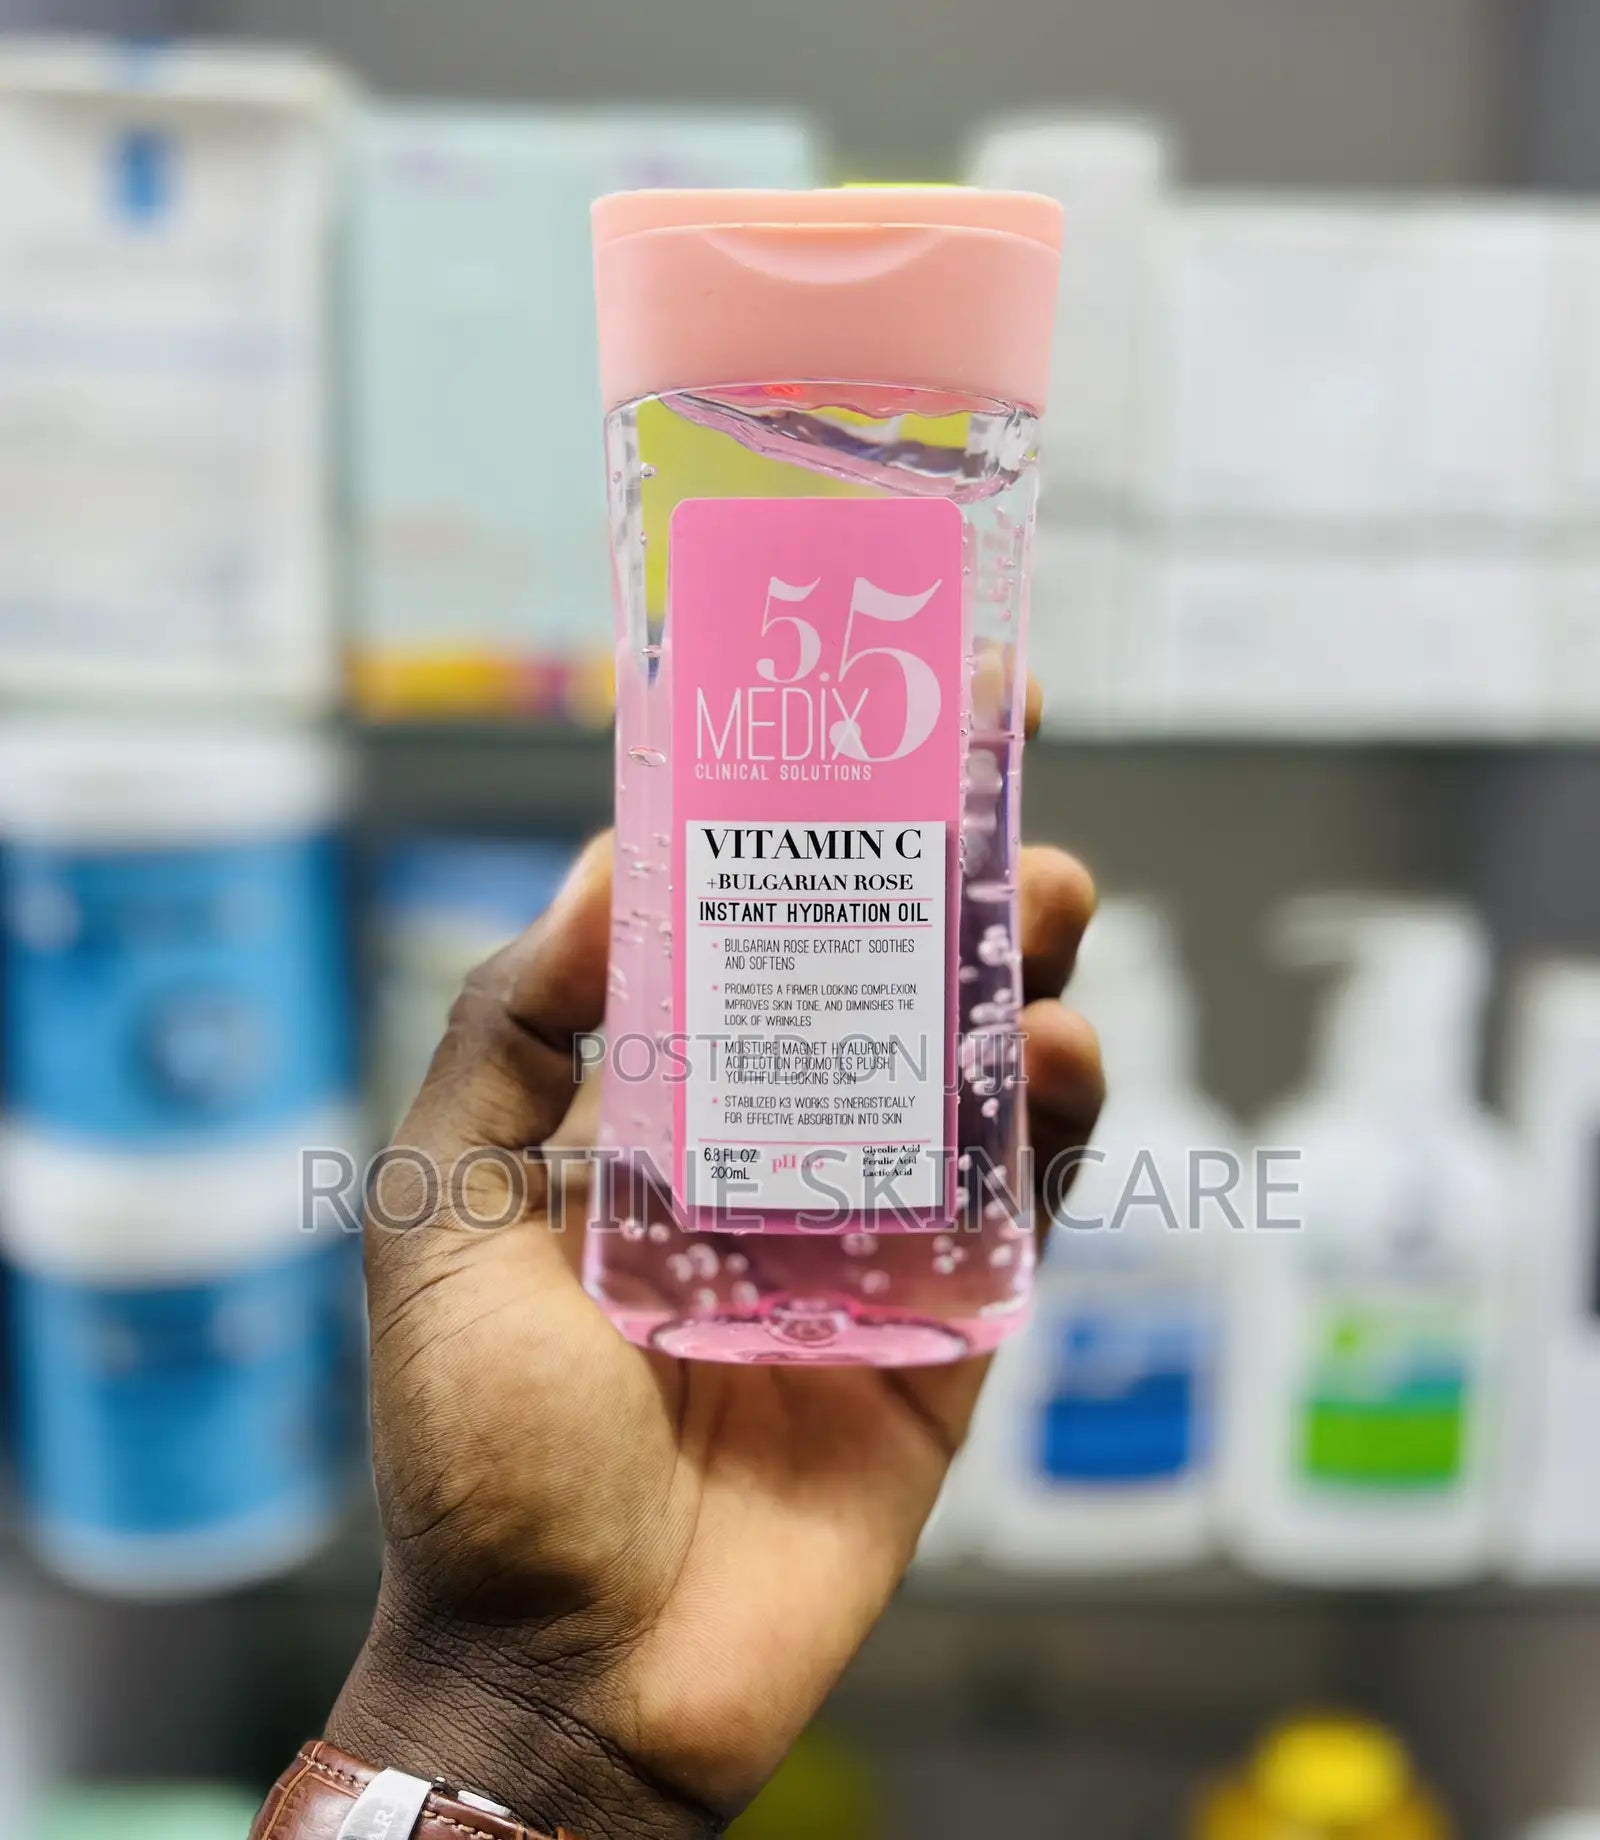 5.5
MEDiX
CLINICAL SOLUTIONS
VITAMIN C
+BULGARIAN ROSE
INSTANT HYDRATION OIL
BULGARIAN ROSE EXTRACT SOOTHES
AND SOFTENS
PROMOTES A FIRMER LOOKING COMPLEXION,
IMPROVES SKIN TONE, AND DIMINISHES THE
LOOK OF WRINKLES
MOISTURE MAGNET HYALURONIC
ACID LOTION PROMOTES PLUSH,
YOUTHFUL LOOKING SKIN
STABILIZED K3 WORKS SYNERGISTICALLY
FOR EFFECTIVE ABSORBTION INTO SKIN
6.8 FL OZ
200mL
pH 5.5
Glycolic Acid
Ferulic Acid
Lactic Acid
POSTED ON JIJI
ROOTINE SKINCARE